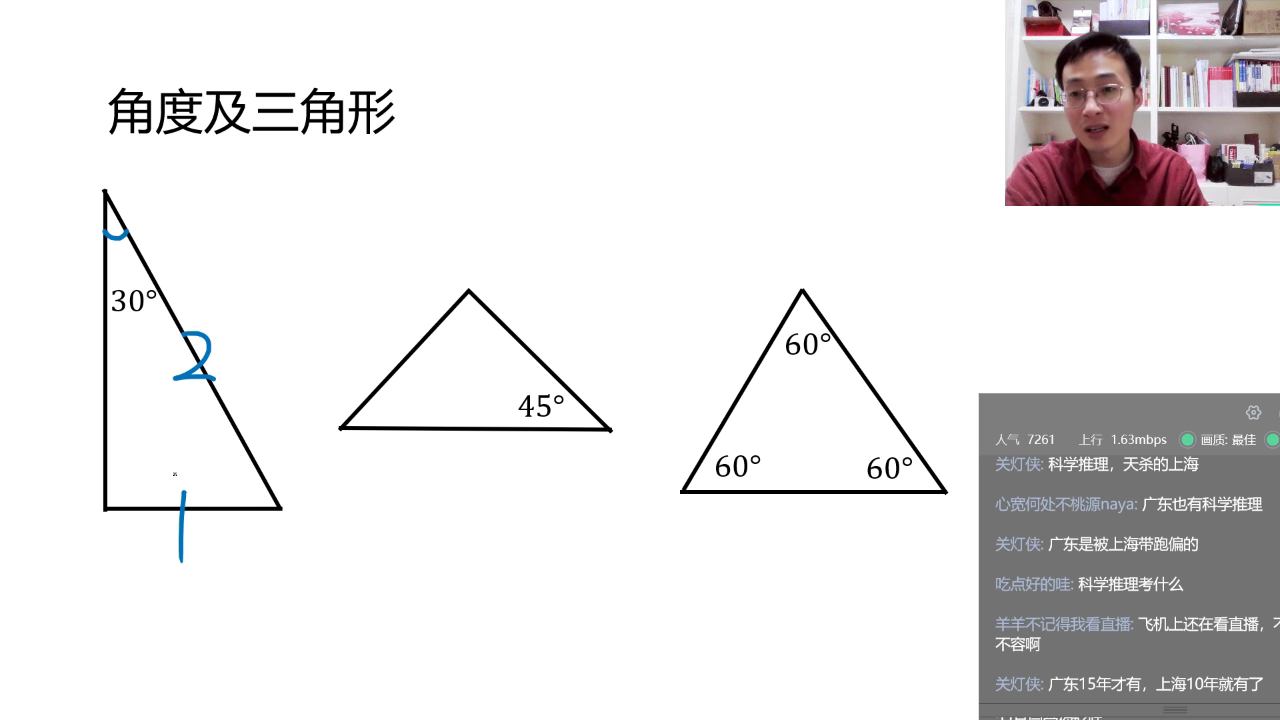 角度及三角形
30°
2
1
45°
60°
60°
60°
人气 7261 上行 1.63mbps 画质: 最佳
关灯侠: 科学推理，天杀的上海
心宽何处不桃源naya: 广东也有科学推理
关灯侠: 广东是被上海带跑偏的
吃点好的哇: 科学推理考什么
羊羊不记得我看直播: 飞机上还在看直播，
不容啊
关灯侠: 广东15年才有，上海10年就有了